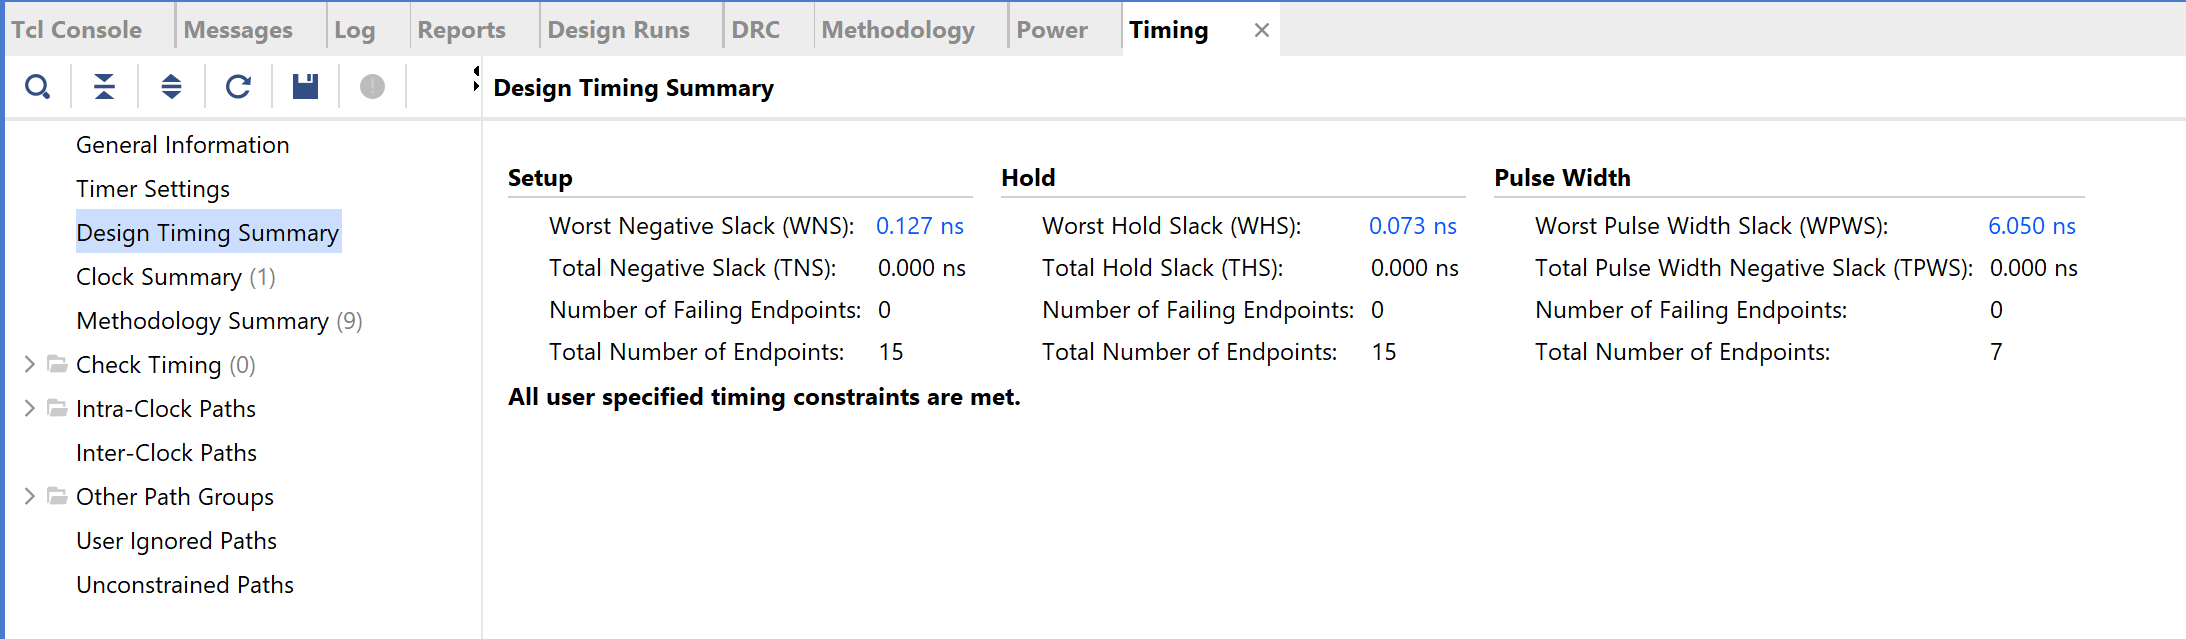 Tcl Console Messages Log Reports Design Runs DRC Methodology Power Timing
Design Timing Summary
General Information
Timer Settings
Design Timing Summary
Clock Summary (1)
Methodology Summary (9)
Check Timing (0)
Intra-Clock Paths
Inter-Clock Paths
Other Path Groups
User Ignored Paths
Unconstrained Paths
Setup Hold Pulse Width
Worst Negative Slack (WNS): 0.127 ns Worst Hold Slack (WHS): 0.073 ns Worst Pulse Width Slack (WPWS): 6.050 ns
Total Negative Slack (TNS): 0.000 ns Total Hold Slack (THS): 0.000 ns Total Pulse Width Negative Slack (TPWS): 0.000 ns
Number of Failing Endpoints: 0 Number of Failing Endpoints: 0 Number of Failing Endpoints: 0
Total Number of Endpoints: 15 Total Number of Endpoints: 15 Total Number of Endpoints: 7
All user specified timing constraints are met.